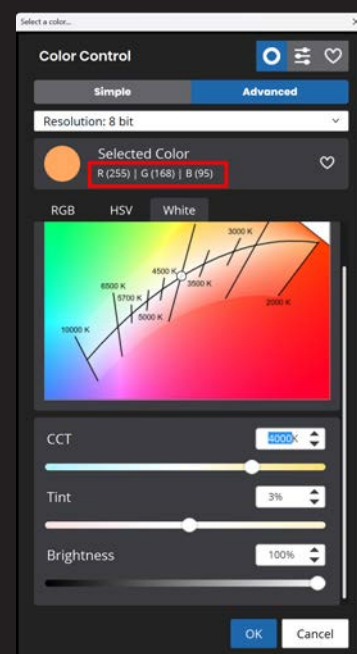 Select a color...
Color Control
Simple
Advanced
Resolution: 8 bit
Selected Color
R (255) | G (168) | B (95)
RGB
HSV
White
3000 K
4500 K
3500 K
6500 K
5700 K
5000 K
2000 K
10000 K
CCT
4000K
Tint
3%
Brightness
100%
OK
Cancel